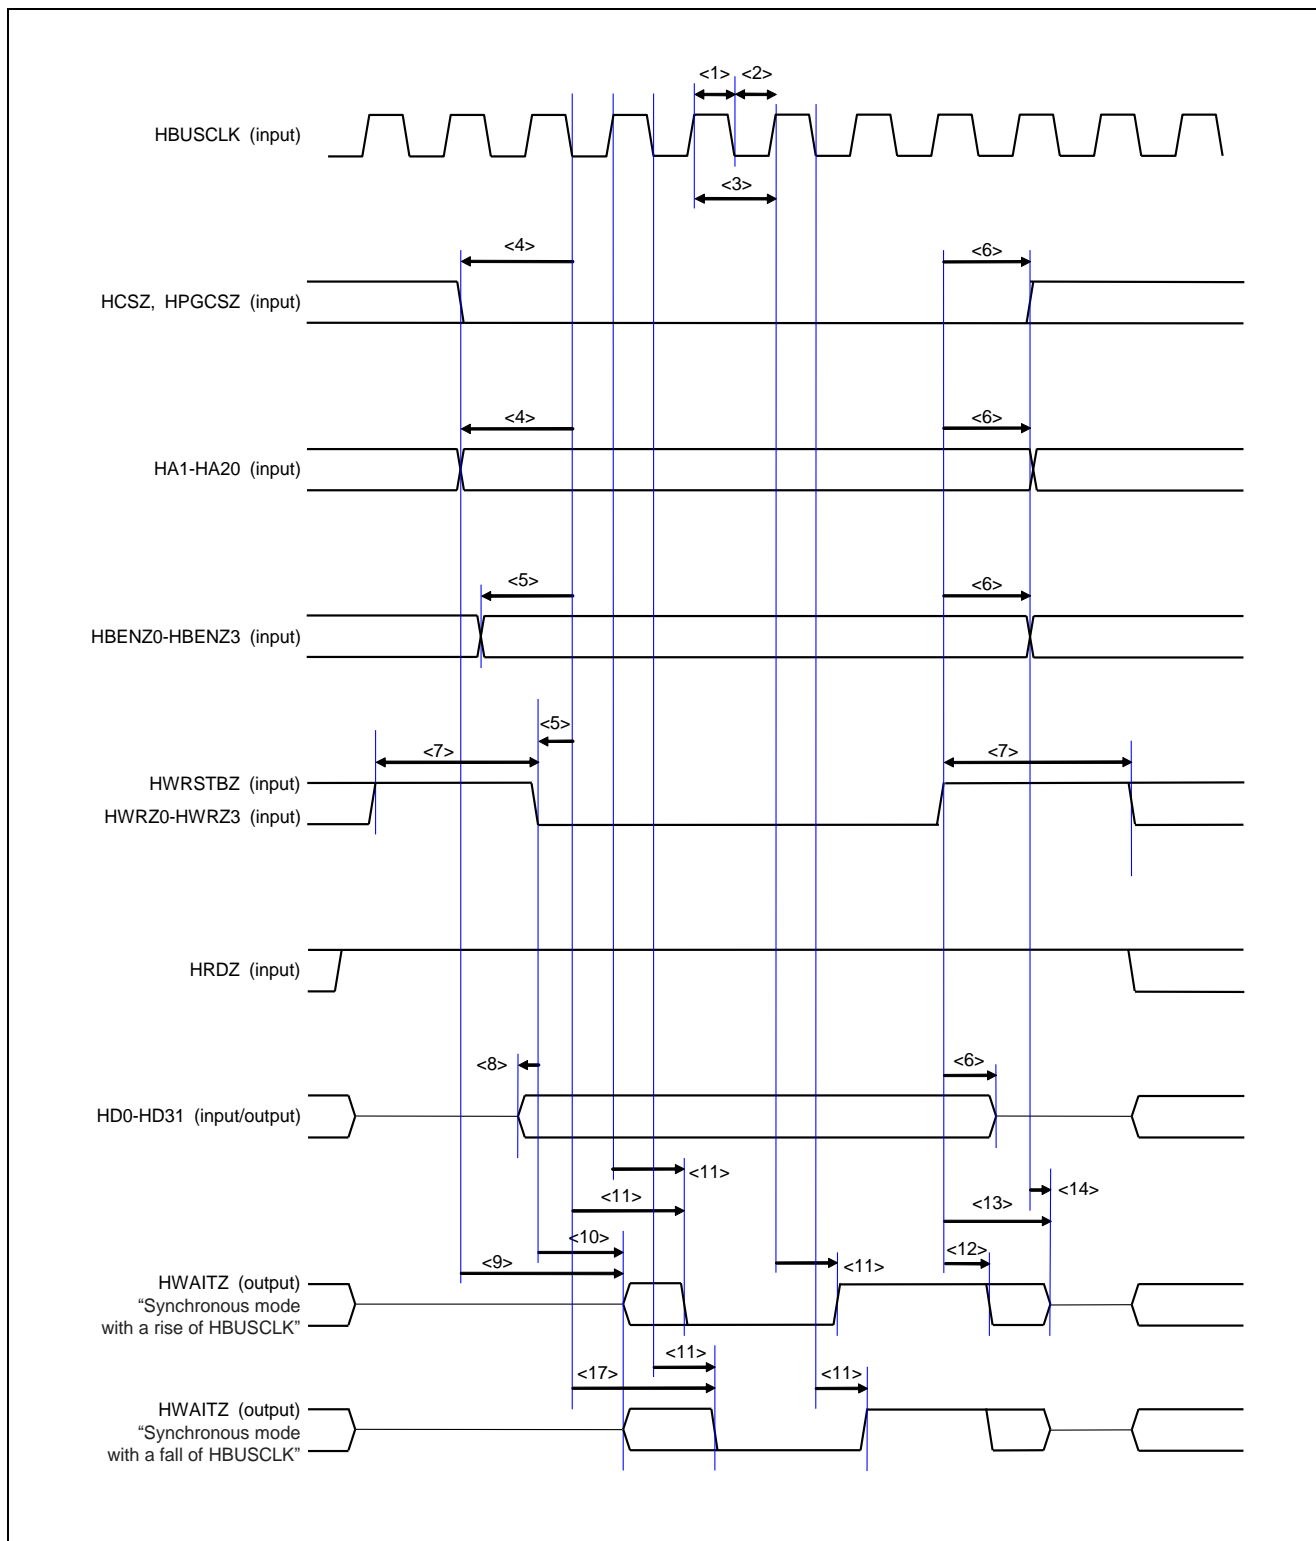 <1> <2>
HBUSCLK (input)
<3>
<4> <6>
HCSZ, HPGCSZ (input)
<4> <6>
HA1-HA20 (input)
<5> <6>
HBENZ0-HBENZ3 (input)
<5>
<7> <7>
HWRSTBZ (input)
HWRZ0-HWRZ3 (input)
HRDZ (input)
<8> <6>
HD0-HD31 (input/output)
<11>
<14>
<11> <13>
<10> <12>
<9> <11>
HWAITZ (output)
“Synchronous mode
with a rise of HBUSCLK”
<11>
<17> <11>
HWAITZ (output)
“Synchronous mode
with a fall of HBUSCLK”